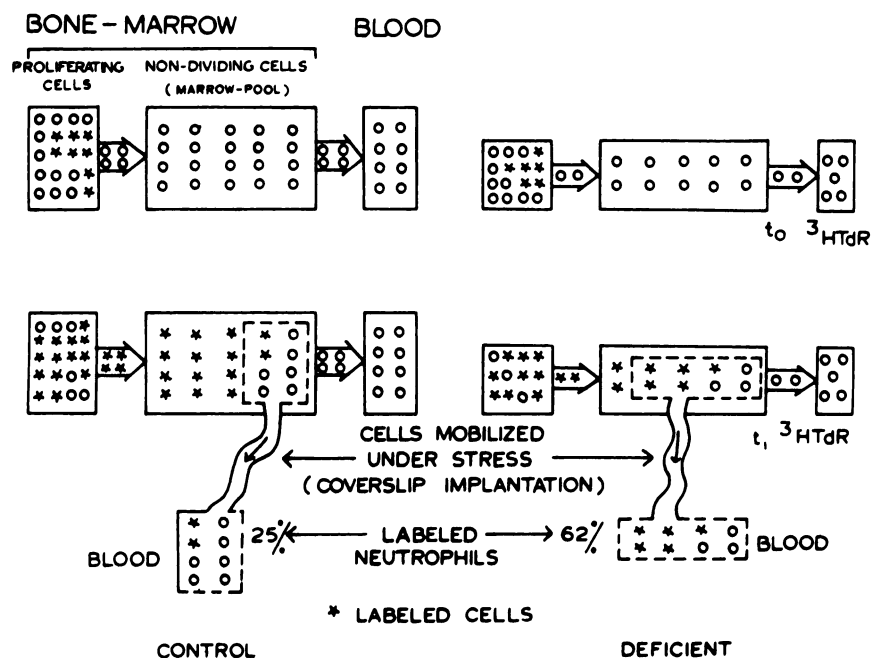 BONE-MARROW BLOOD
PROLIFERATING CELLS
NON-DIVIDING CELLS
(MARROW-POOL)
t0 3HTdR
t1 3HTdR
CELLS MOBILIZED
UNDER STRESS
(COVERSLIP IMPLANTATION)
BLOOD 25% LABELED NEUTROPHILS 62% BLOOD
* LABELED CELLS
CONTROL DEFICIENT